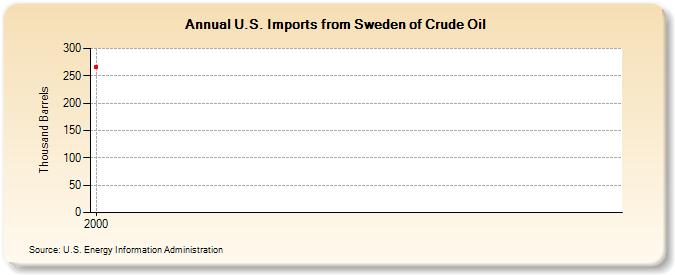 Annual U.S. Imports from Sweden of Crude Oil
Thousand Barrels
300
250
200
150
100
50
0
2000
Source: U.S. Energy Information Administration